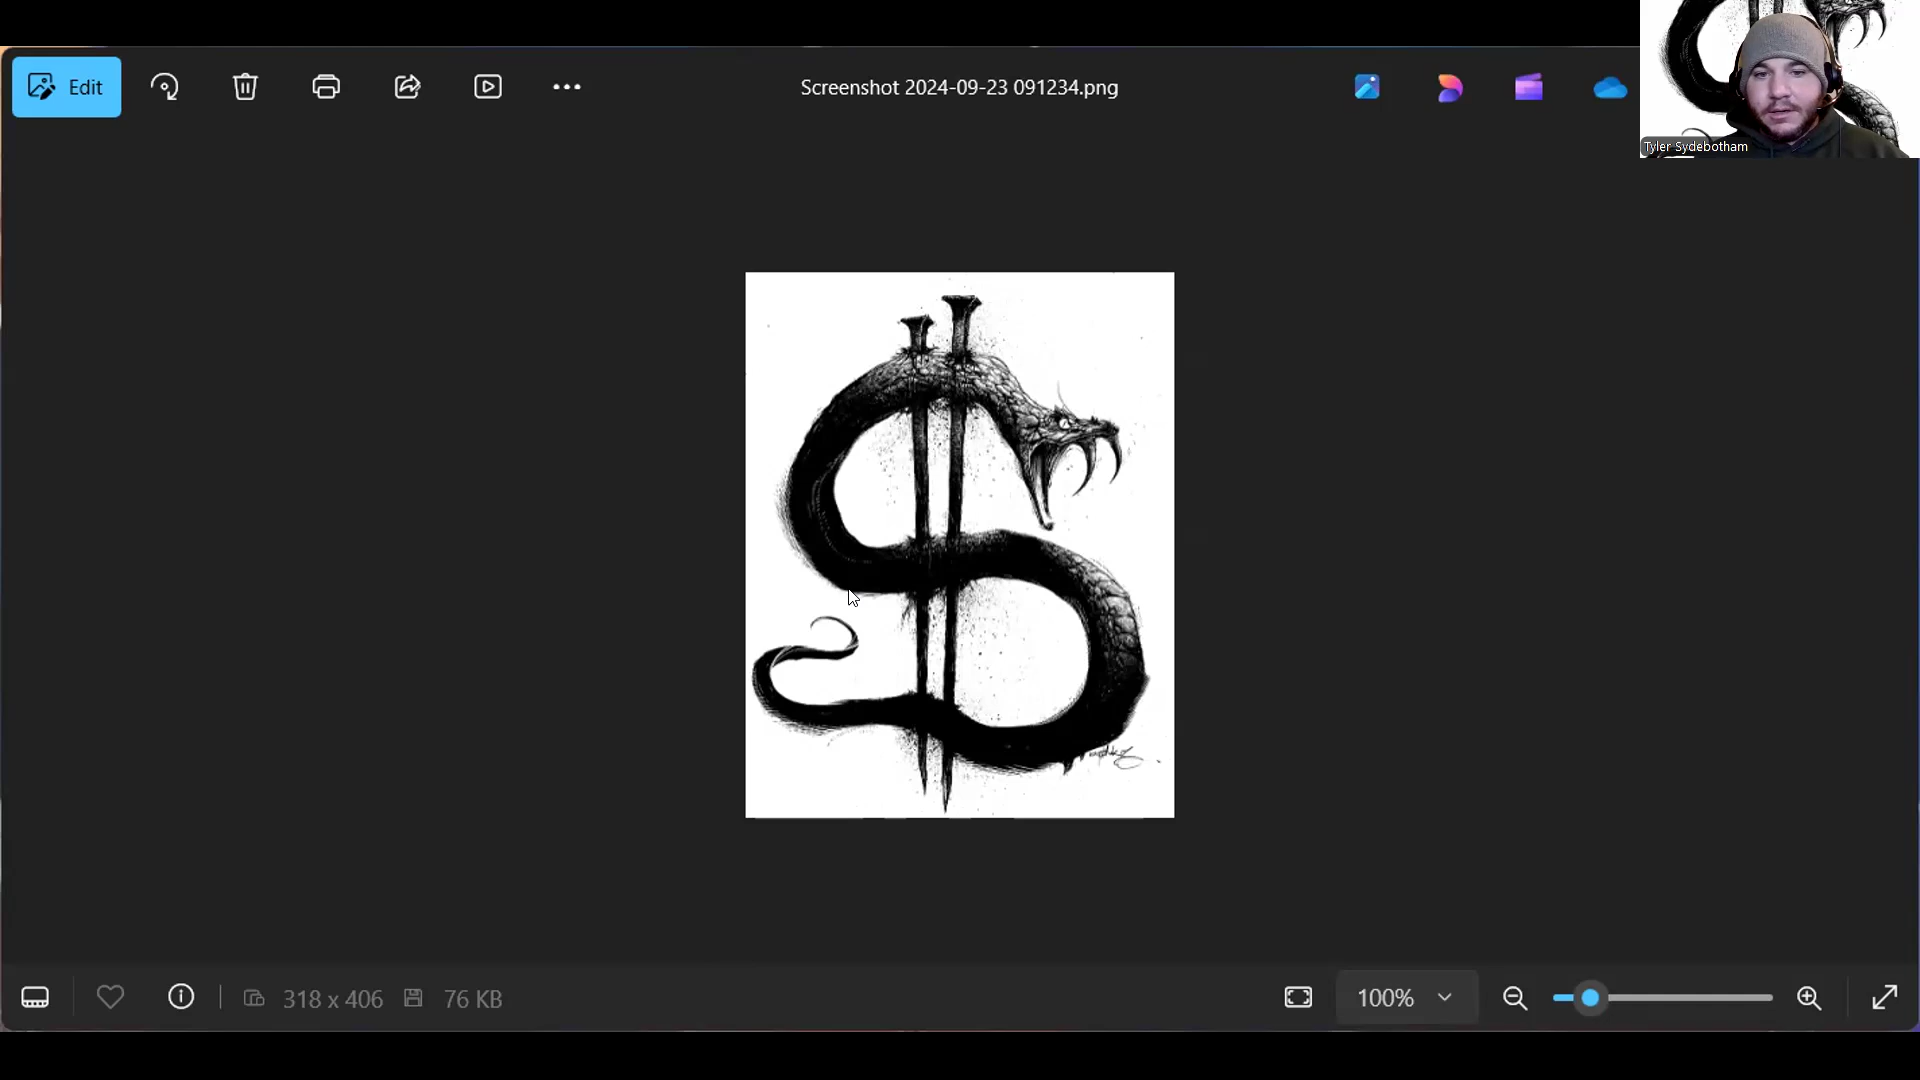 Edit
Screenshot 2024-09-23 091234.png
Tyler Sydebotham
318 x 406
76 KB
100%